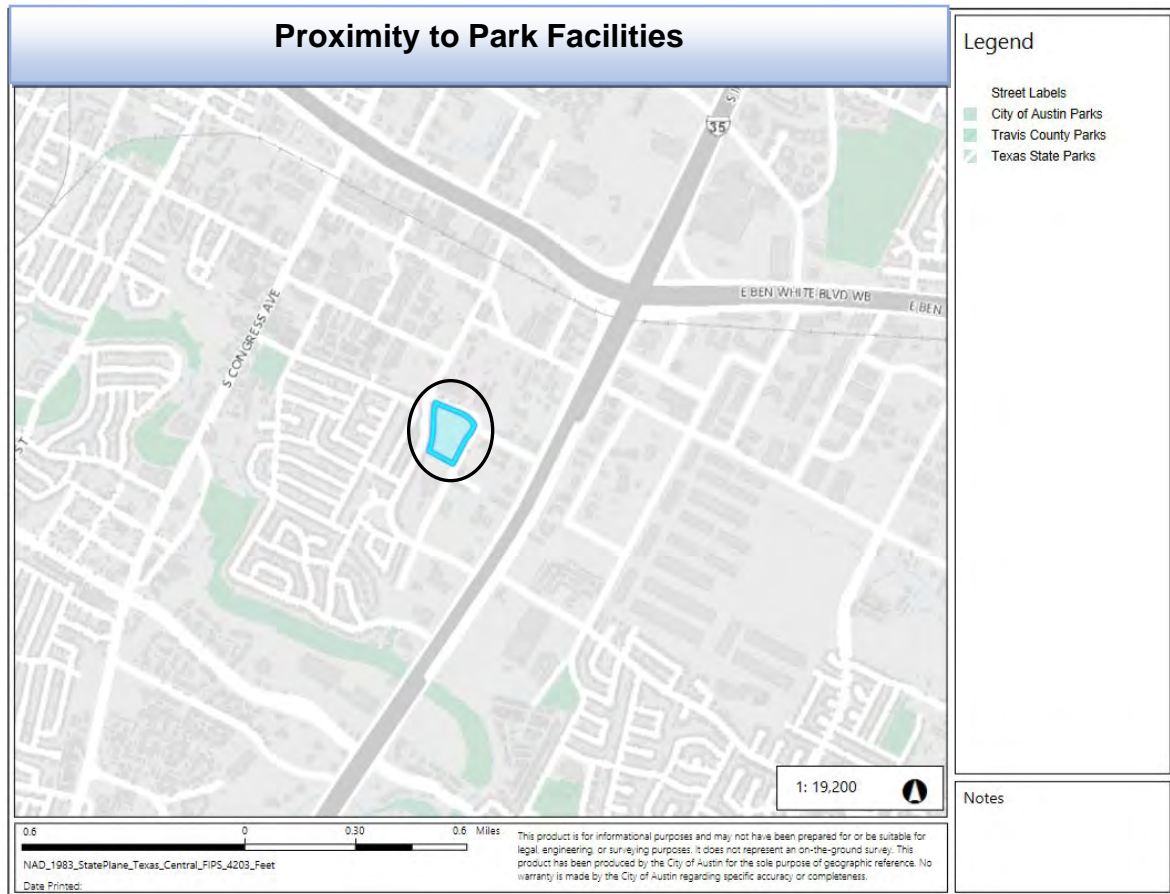 Proximity to Park Facilities
Legend
Street Labels
City of Austin Parks
Travis County Parks
Texas State Parks
35
S I
E BEN WHITE BLVD WB
E BEN
S CONGRESS AVE
ST
1: 19,200
Notes
0.6 0 0.30 0.6 Miles
NAD_1983_StatePlane_Texas_Central_FIPS_4203_Feet
Date Printed:
This product is for informational purposes and may not have been prepared for or be suitable for
legal, engineering, or surveying purposes. It does not represent an on-the-ground survey. This
product has been produced by the City of Austin for the sole purpose of geographic reference. No
warranty is made by the City of Austin regarding specific accuracy or completeness.